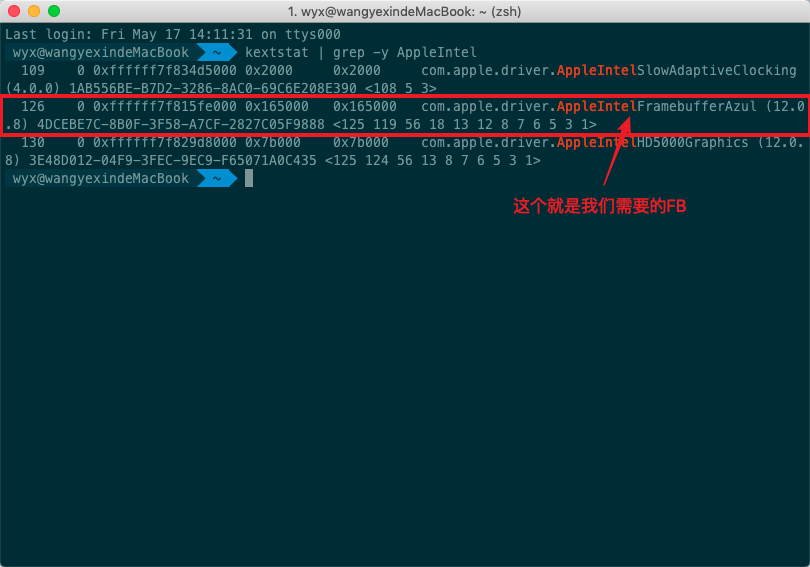 1. wyx@wangyexindeMacBook: ~ (zsh)
Last login: Fri May 17 14:11:31 on ttys000
wyx@wangyexindeMacBook ~ kextstat | grep -y AppleIntel
109 0 0xffffff7f834d5000 0x2000 0x2000 com.apple.driver.AppleIntelSlowAdaptiveClocking
(4.0.0) 1AB556BE-B7D2-3286-8AC0-69C6E208E390 <108 5 3>
126 0 0xffffff7f815fe000 0x165000 0x165000 com.apple.driver.AppleIntelFramebufferAzul (12.0
.8) 4DCEBE7C-8B0F-3F58-A7CF-2827C05F9888 <125 119 56 18 13 12 8 7 6 5 3 1>
130 0 0xffffff7f829d8000 0x7b000 0x7b000 com.apple.driver.AppleIntelHD5000Graphics (12.0.
8) 3E48D012-04F9-3FEC-9EC9-F65071A0C435 <125 124 56 13 8 7 6 5 3 1>
wyx@wangyexindeMacBook ~
这个就是我们需要的FB